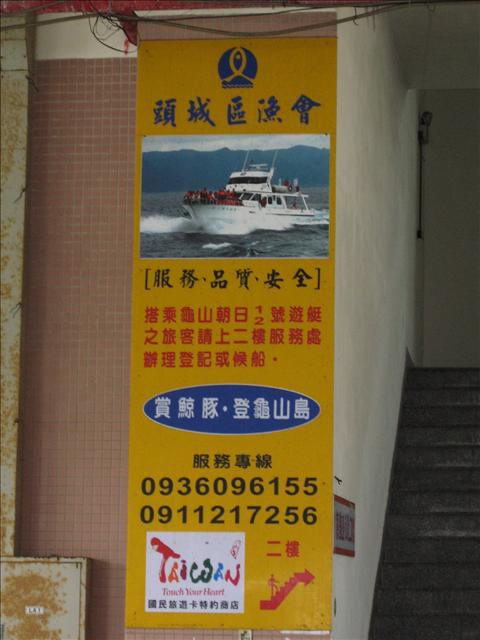 頭城區漁會
[服務、品質、安全]
搭乘龜山朝日1/2號遊艇
之旅客請上二樓服務處
辦理登記或候船。
賞鯨豚・登龜山島
服務專線
0936096155
0911217256
TAIWAN
Touch Your Heart
國民旅遊卡特約商店
二樓